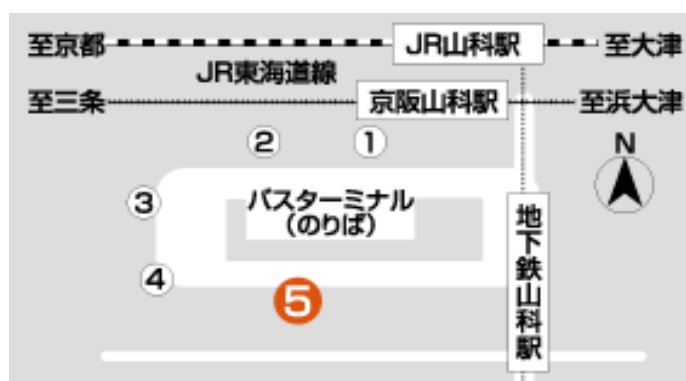 至京都
JR山科駅
至大津
JR東海道線
至三条
京阪山科駅
至浜大津
②
①
N
③
バスターミナル
(のりば)
地下鉄山科駅
④
5